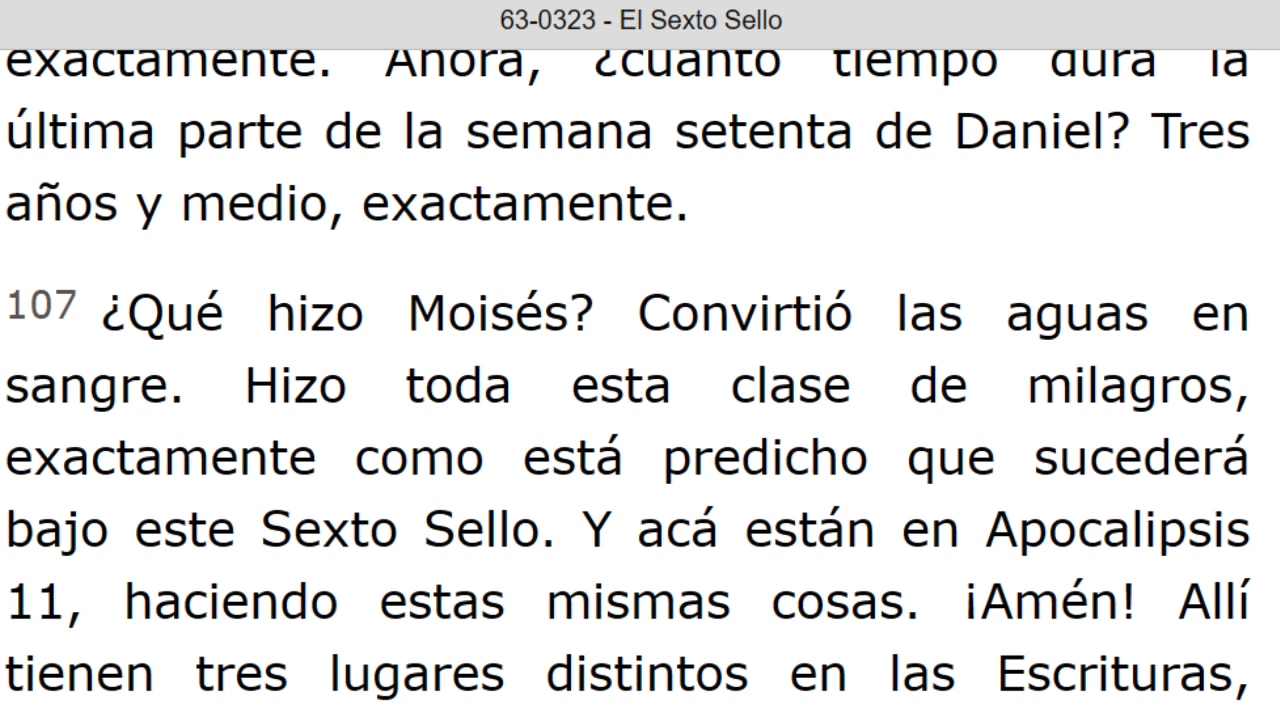 63-0323 - El Sexto Sello
exactamente. Ahora, ¿cuánto tiempo dura la
última parte de la semana setenta de Daniel? Tres
años y medio, exactamente.
107 ¿Qué hizo Moisés? Convirtió las aguas en
sangre. Hizo toda esta clase de milagros,
exactamente como está predicho que sucederá
bajo este Sexto Sello. Y acá están en Apocalipsis
11, haciendo estas mismas cosas. ¡Amén! Allí
tienen tres lugares distintos en las Escrituras,